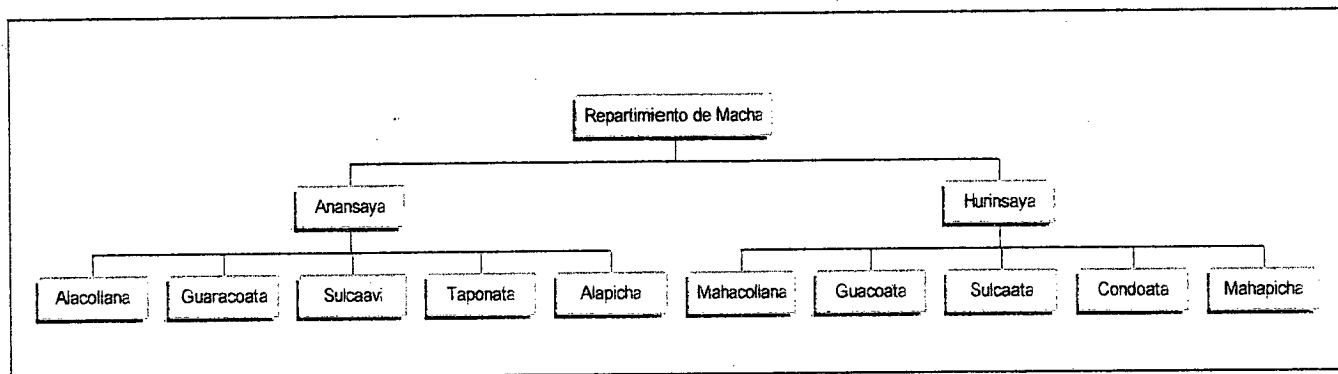 Repartimiento de Macha
Anansaya
Hurinsaya
Alacollana
Guaracoata
Sulcaavi
Taponata
Alapicha
Mahacollana
Guacoata
Sulcaata
Condoata
Mahapicha